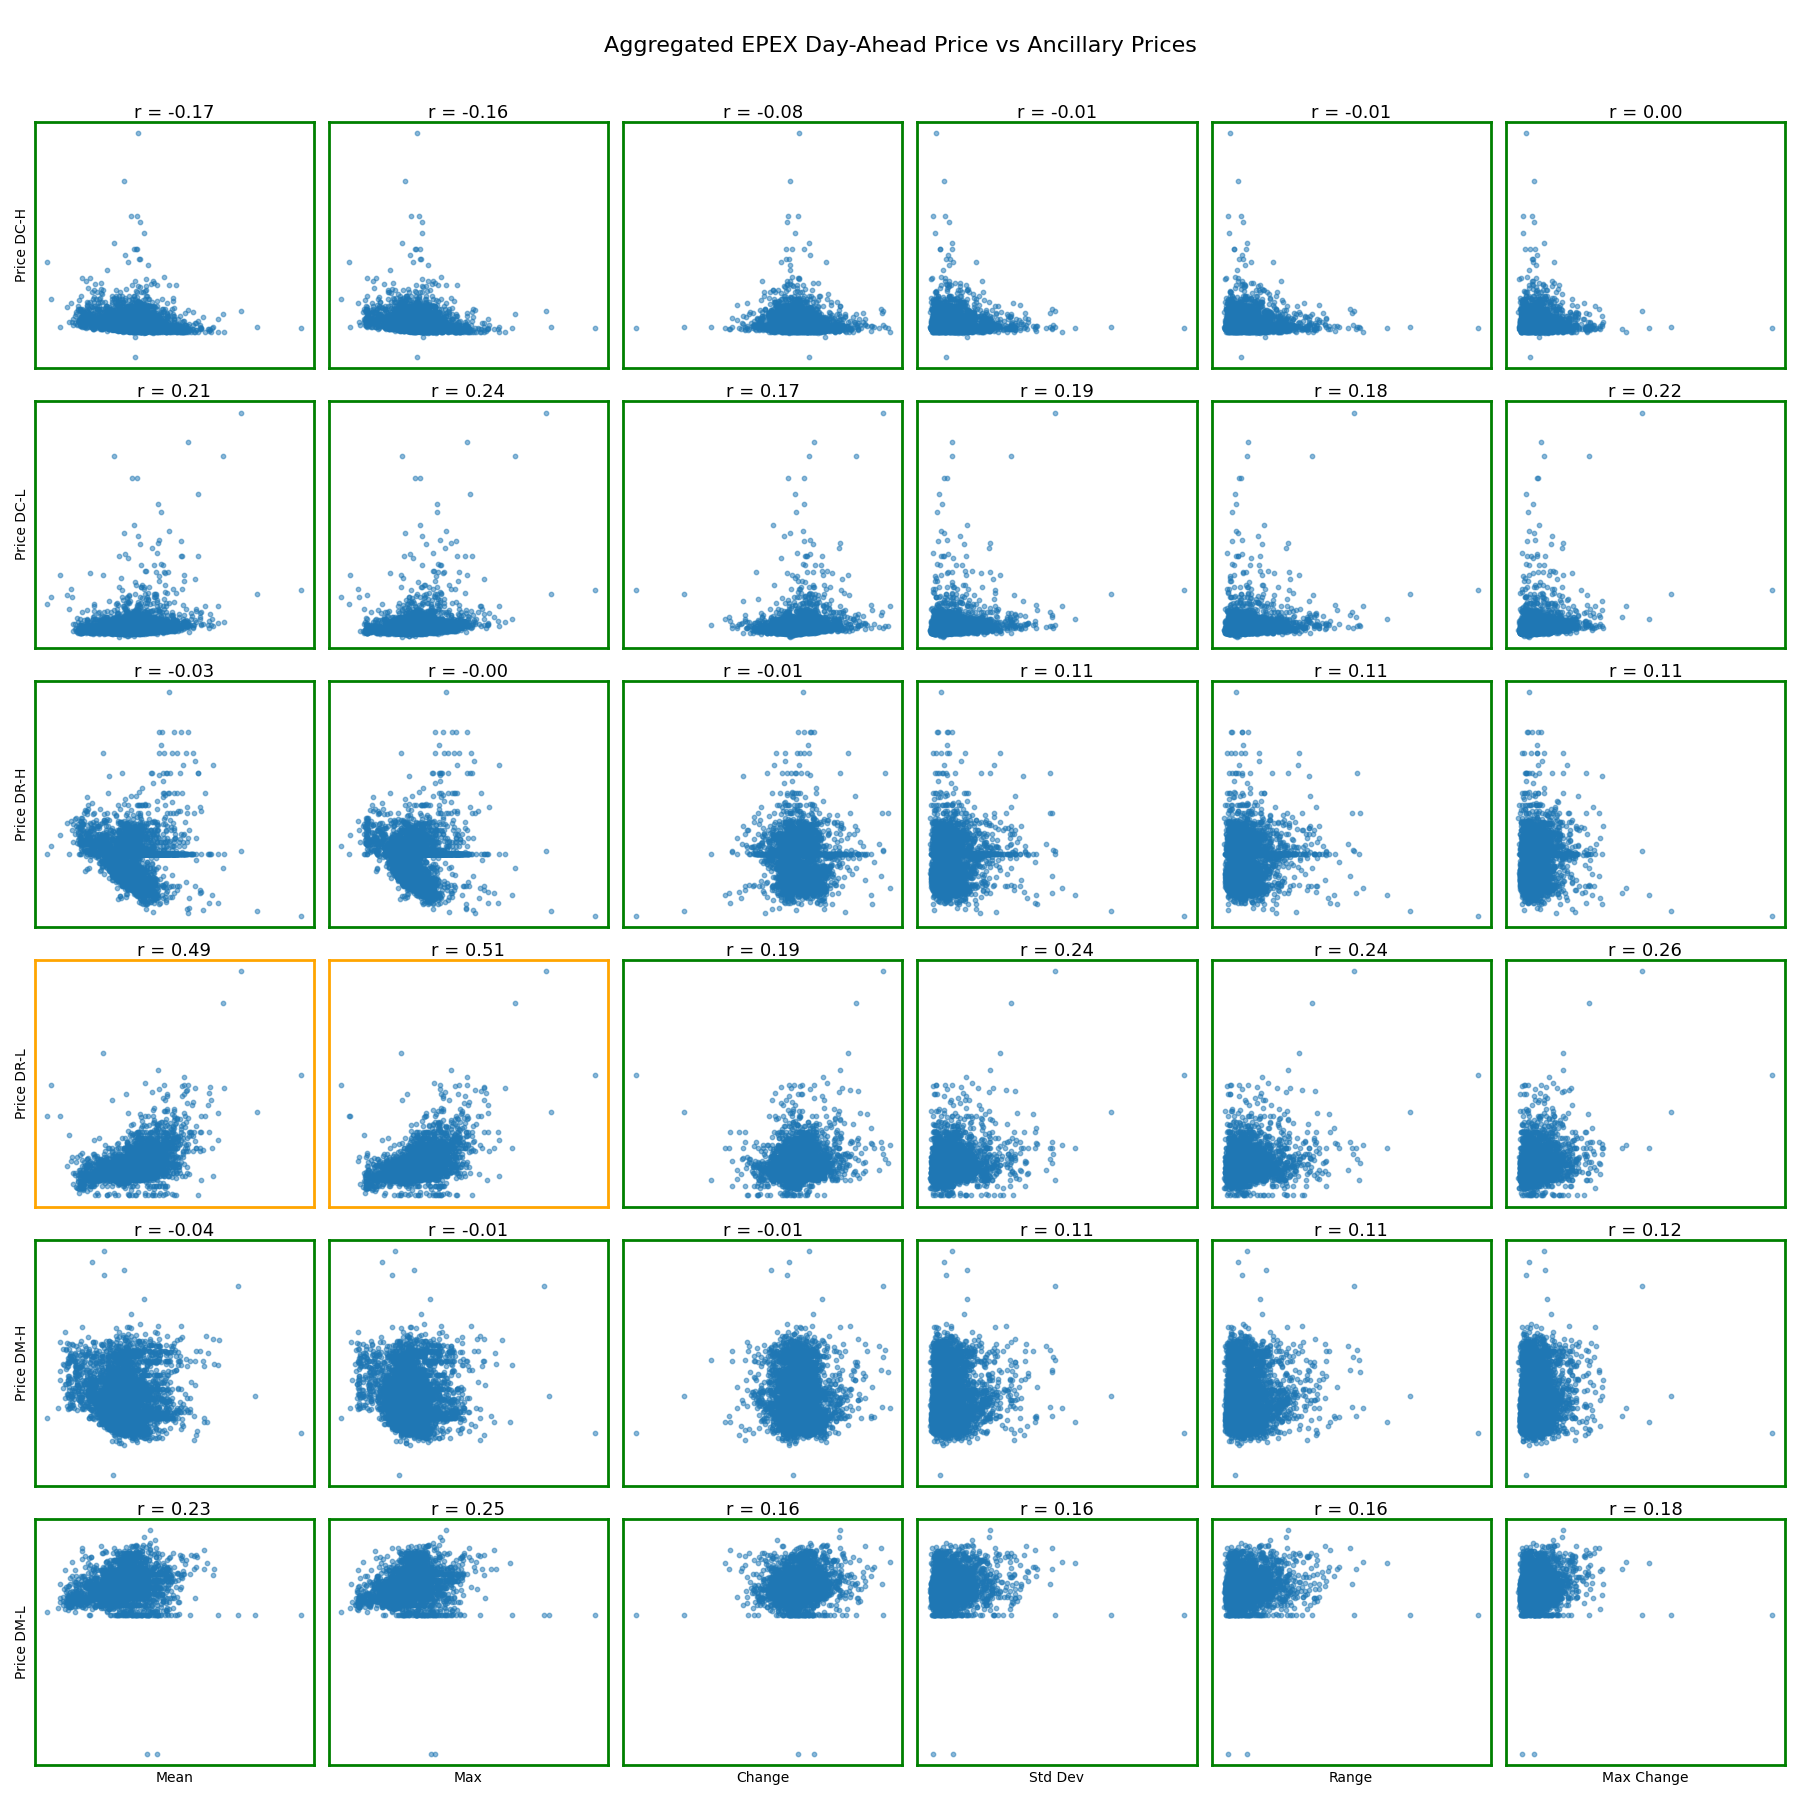 Aggregated EPEX Day-Ahead Price vs Ancillary Prices
r = -0.17
r = -0.16
r = -0.08
r = -0.01
r = -0.01
r = 0.00
Price DC-H
r = 0.21
r = 0.24
r = 0.17
r = 0.19
r = 0.18
r = 0.22
Price DC-L
r = -0.03
r = -0.00
r = -0.01
r = 0.11
r = 0.11
r = 0.11
Price DR-H
r = 0.49
r = 0.51
r = 0.19
r = 0.24
r = 0.24
r = 0.26
Price DR-L
r = -0.04
r = -0.01
r = -0.01
r = 0.11
r = 0.11
r = 0.12
Price DM-H
r = 0.23
r = 0.25
r = 0.16
r = 0.16
r = 0.16
r = 0.18
Price DM-L
Mean
Max
Change
Std Dev
Range
Max Change